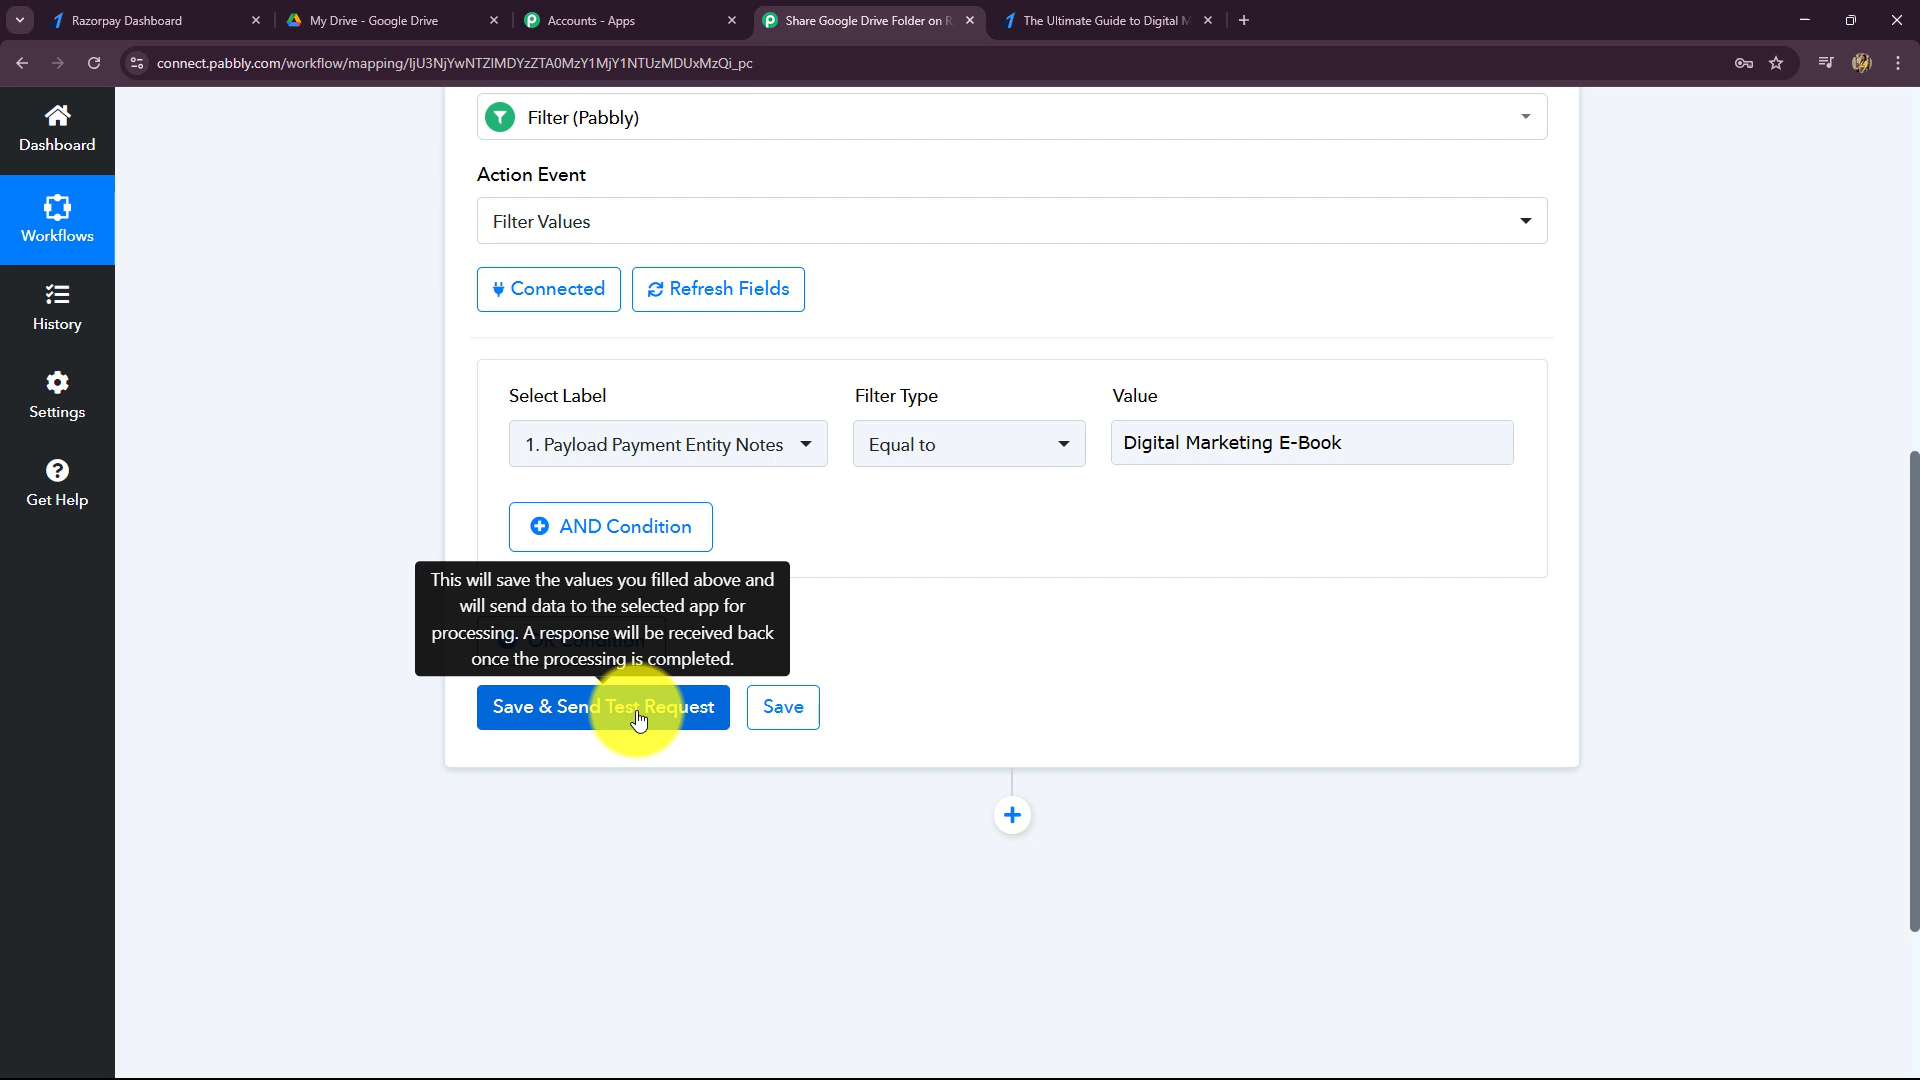 Razorpay Dashboard
My Drive - Google Drive
Accounts - Apps
Share Google Drive Folder on R
The Ultimate Guide to Digital M
connect.pabbly.com/workflow/mapping/IjU3NjYwNTZlMDYzZTA0MzY1MjY1NTUzMDUxMzQi_pc
Dashboard
Workflows
History
Settings
Get Help
Filter (Pabbly)
Action Event
Filter Values
Connected
Refresh Fields
Select Label
Filter Type
Value
1. Payload Payment Entity Notes
Equal to
Digital Marketing E-Book
AND Condition
This will save the values you filled above and
will send data to the selected app for
processing. A response will be received back
once the processing is completed.
Save & Send Test Request
Save